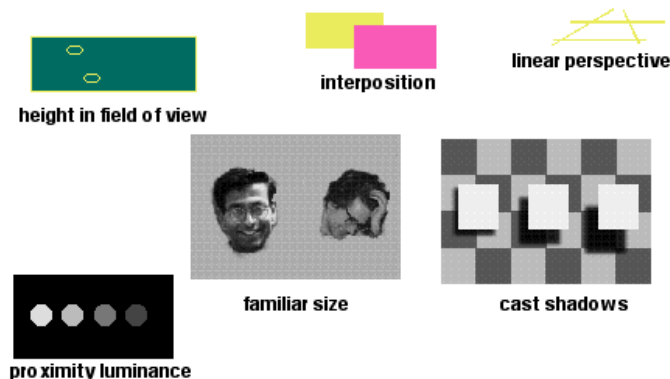 linear perspective
interposition
height in field of view
familiar size
cast shadows
proximity luminance